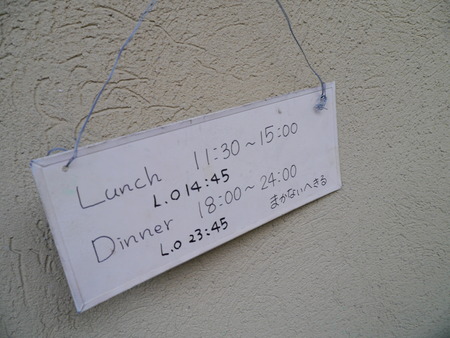 Lunch 11:30～15:00
L.O 14:45
Dinner 18:00～24:00
L.O 23:45 まかないへきる